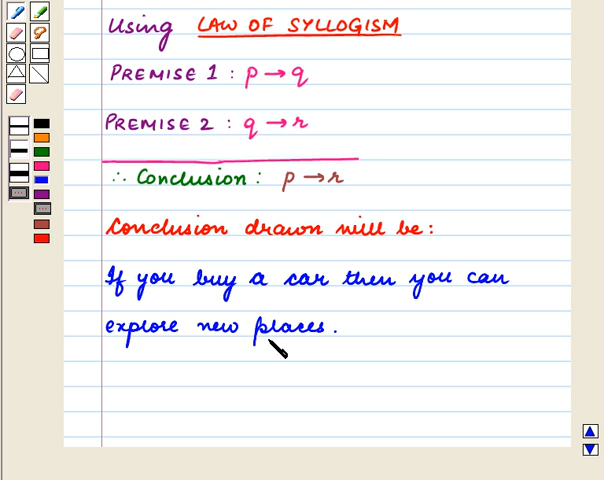 Using LAW OF SYLLOGISM
PREMISE 1 : p → q
PREMISE 2 : q → r
∴ Conclusion : p → r
Conclusion drawn will be :
If you buy a car then you can
explore new places.